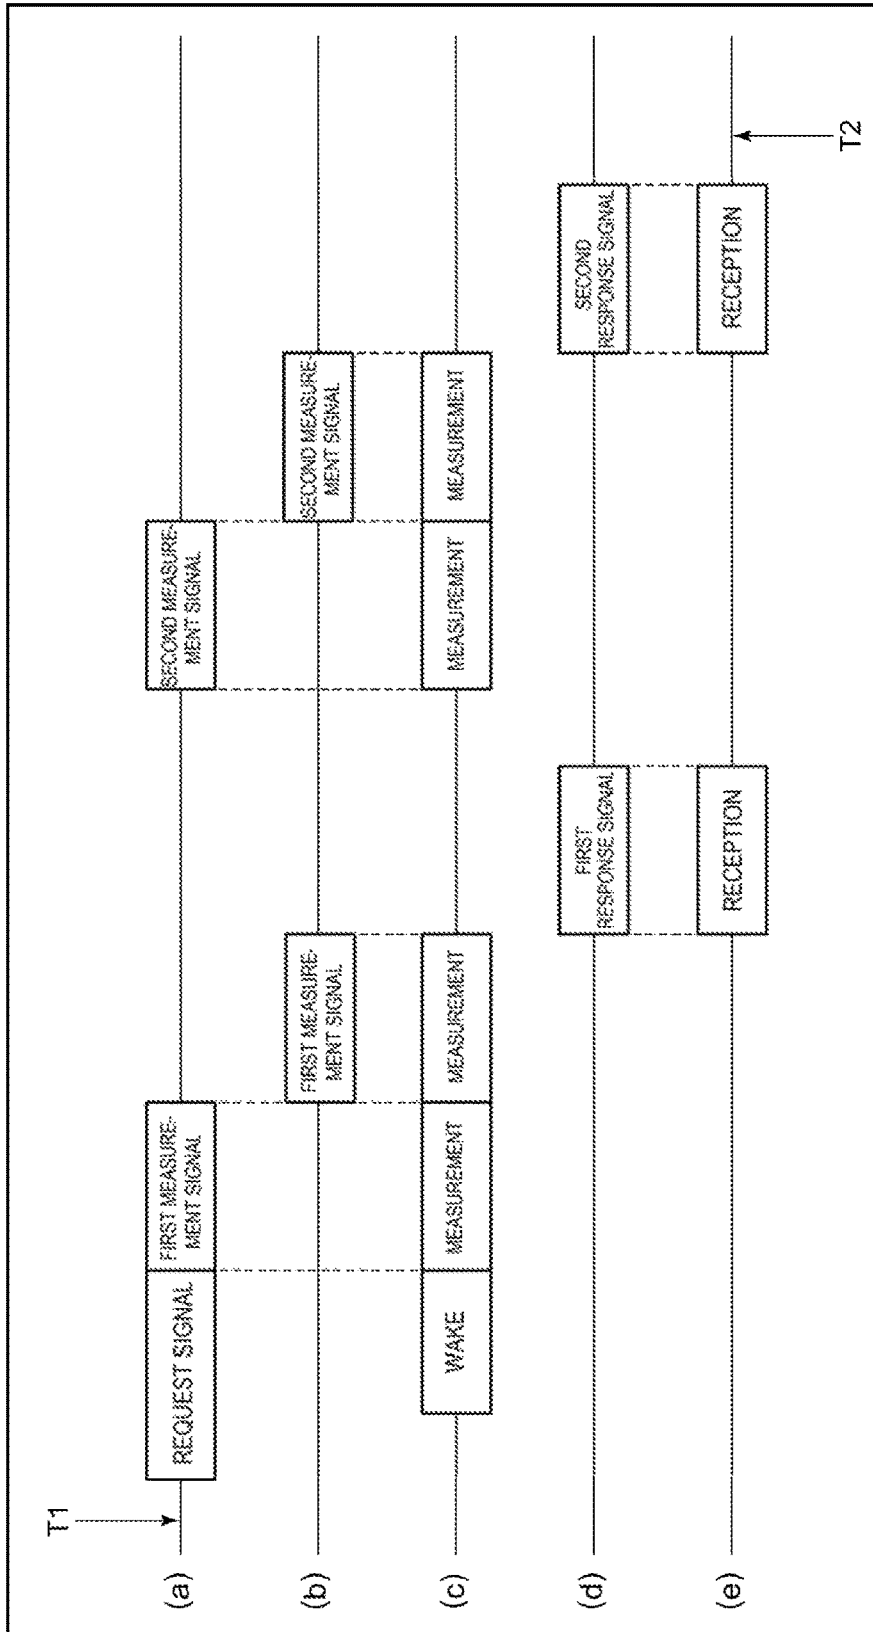 T1
(a)
REQUEST SIGNAL
FIRST MEASURE-
MENT SIGNAL
SECOND MEASURE-
MENT SIGNAL
(b)
FIRST MEASURE-
MENT SIGNAL
SECOND MEASURE-
MENT SIGNAL
(c)
WAKE
MEASUREMENT
MEASUREMENT
MEASUREMENT
MEASUREMENT
(d)
FIRST
RESPONSE SIGNAL
SECOND
RESPONSE SIGNAL
(e)
RECEPTION
RECEPTION
T2